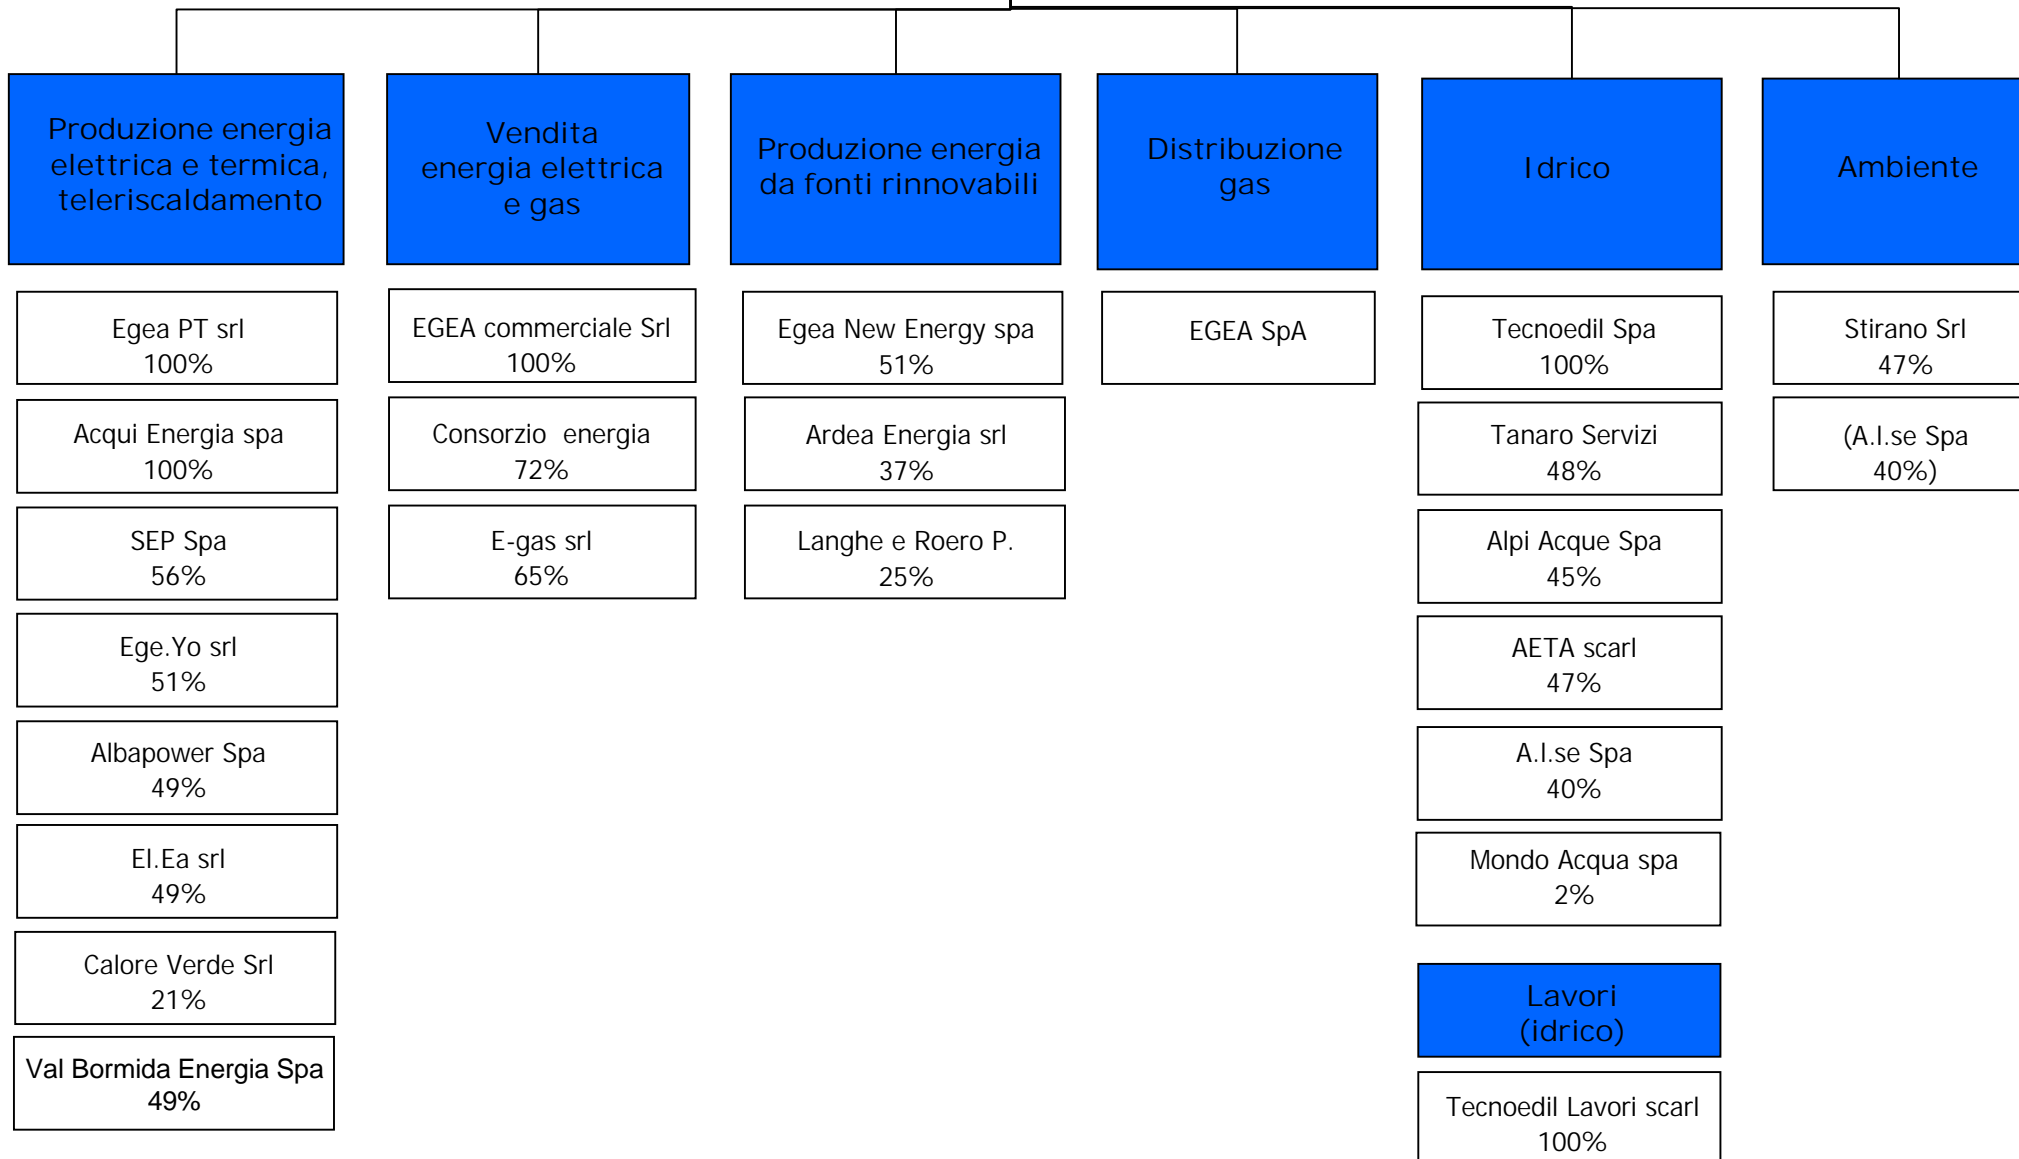 Produzione energia
elettrica e termica,
teleriscaldamento
Egea PT srl
100%
Acqui Energia spa
100%
SEP Spa
56%
Ege.Yo srl
51%
Albapower Spa
49%
El.Ea srl
49%
Calore Verde Srl
21%
Val Bormida Energia Spa
49%
Vendita
energia elettrica
e gas
EGEA commerciale Srl
100%
Consorzio energia
72%
E-gas srl
65%
Produzione energia
da fonti rinnovabili
Egea New Energy spa
51%
Ardea Energia srl
37%
Langhe e Roero P.
25%
Distribuzione
gas
EGEA SpA
Idrico
Tecnoedil Spa
100%
Tanaro Servizi
48%
Alpi Acque Spa
45%
AETA scarl
47%
A.I.se Spa
40%
Mondo Acqua spa
2%
Lavori
(idrico)
Tecnoedil Lavori scarl
100%
Ambiente
Stirano Srl
47%
(A.I.se Spa
40%)